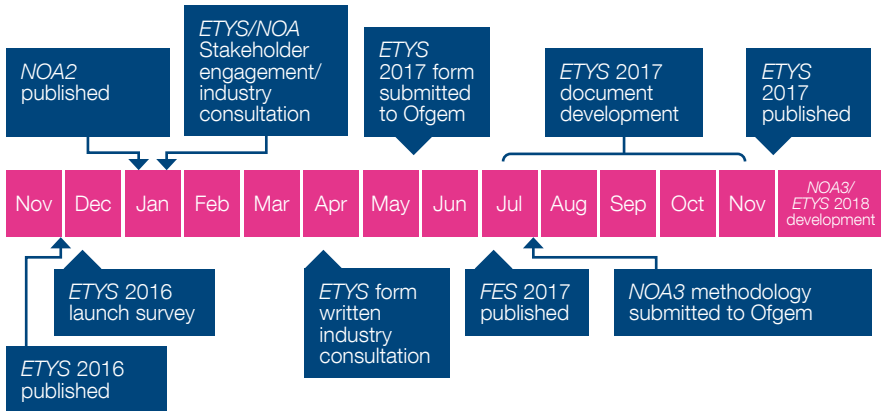 NOA2
published
ETYS/NOA
Stakeholder
engagement/
industry
consultation
ETYS
2017 form
submitted
to Ofgem
ETYS 2017
document
development
ETYS
2017
published
Nov
Dec
Jan
Feb
Mar
Apr
May
Jun
Jul
Aug
Sep
Oct
Nov
NOA3/
ETYS 2018
development
ETYS 2016
launch survey
ETYS form
written
industry
consultation
FES 2017
published
NOA3 methodology
submitted to Ofgem
ETYS 2016
published